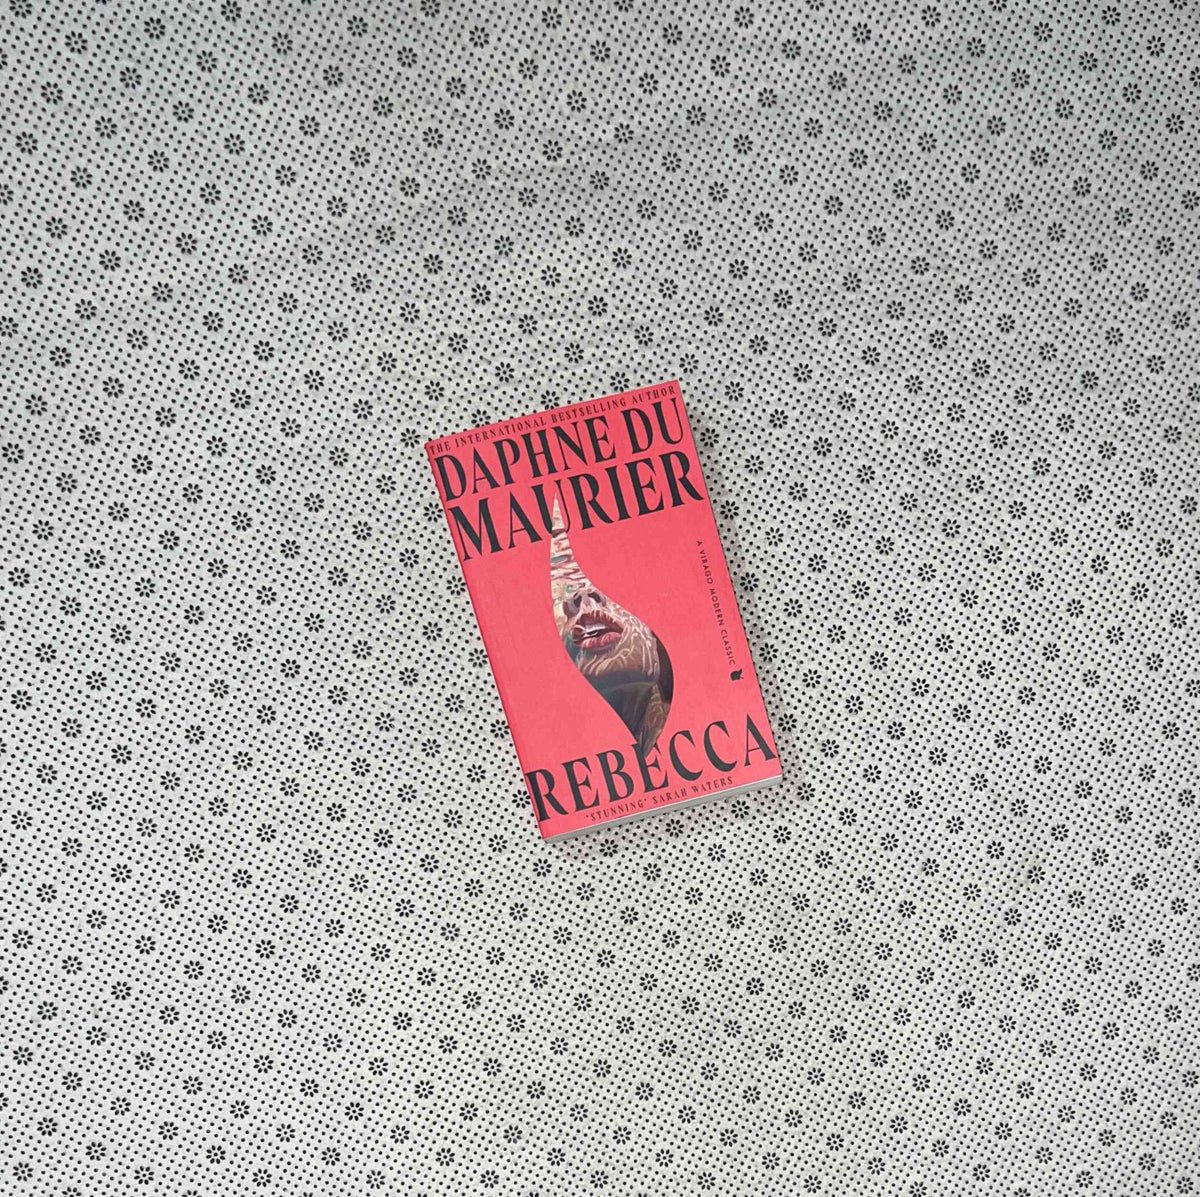 THE INTERNATIONAL BESTSELLING AUTHOR
DAPHNE DU
MAURIER
A VIRAGO MODERN CLASSIC
REBECCA
'STUNNING' SARAH WATERS